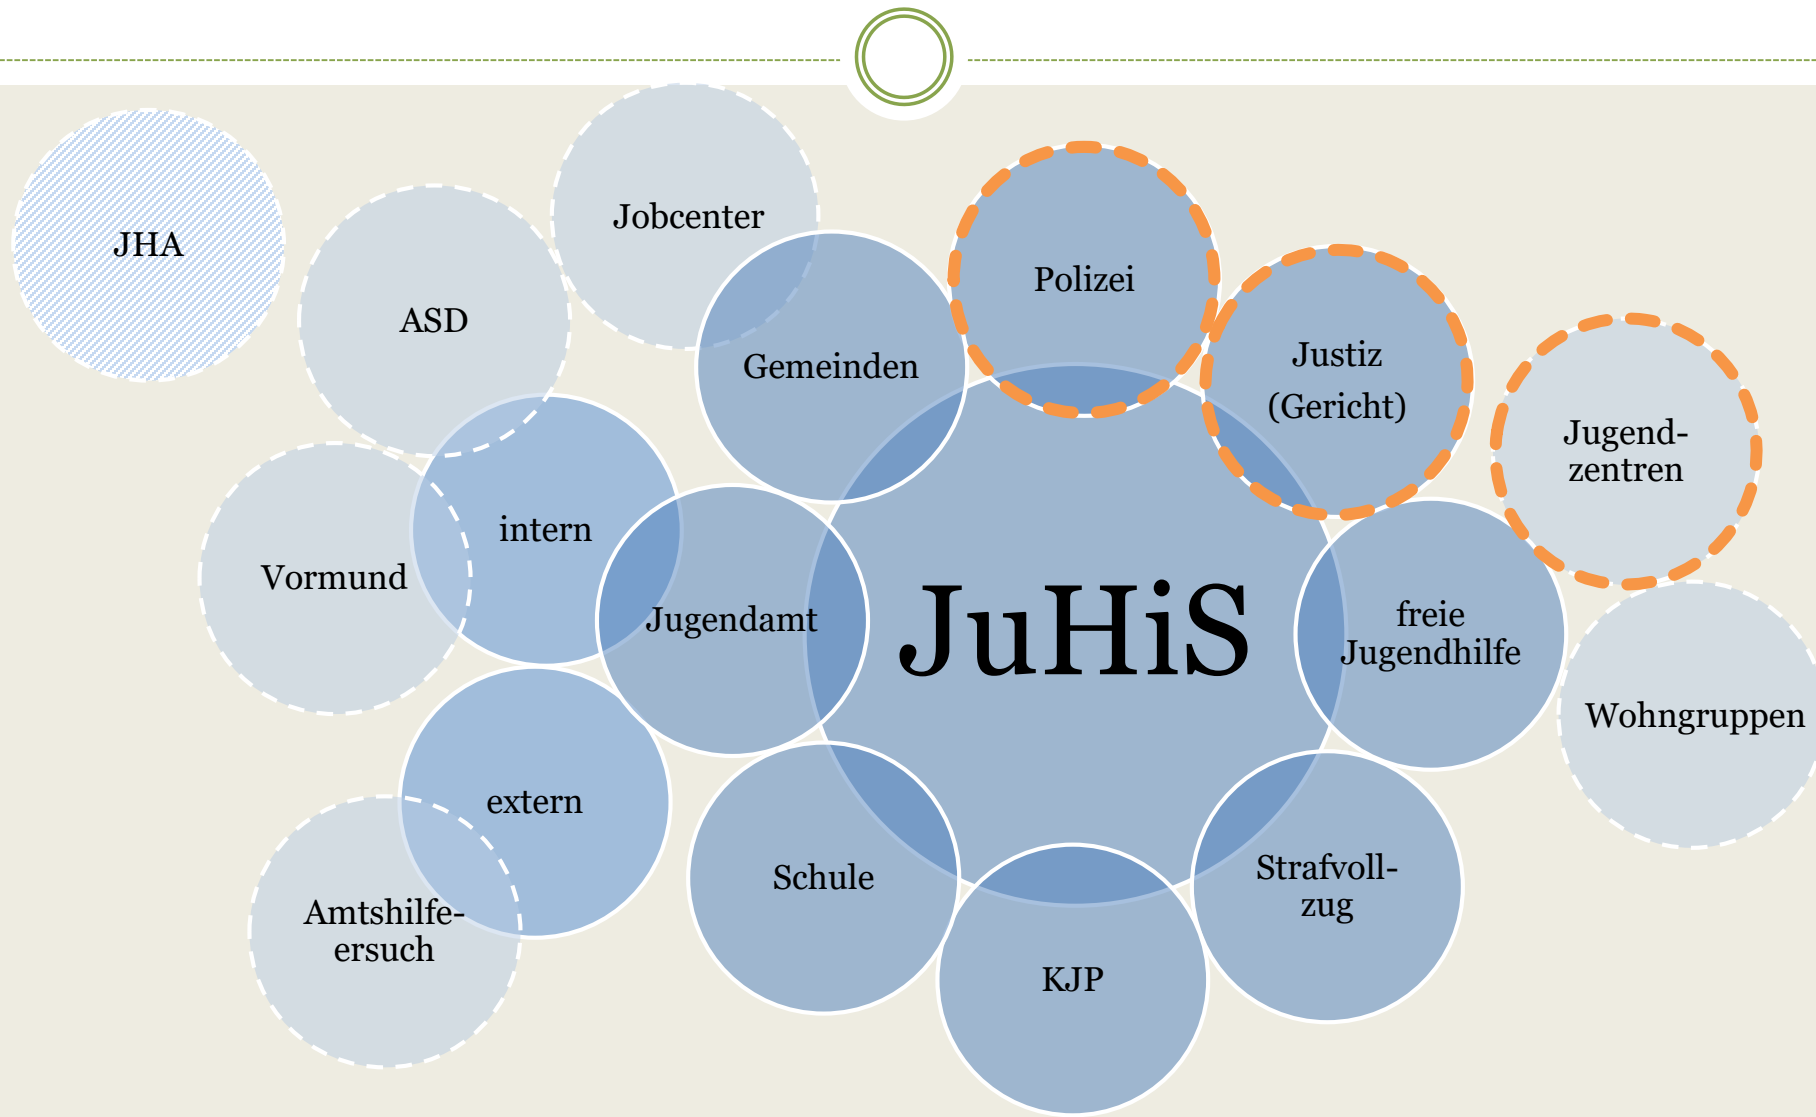 JHA
Jobcenter
ASD
Polizei
Gemeinden
Justiz
(Gericht)
Jugend-
zentren
intern
Vormund
Jugendamt
JuHiS
freie
Jugendhilfe
Wohngruppen
extern
Schule
Strafvoll-
zug
Amtshilfe-
ersuch
KJP